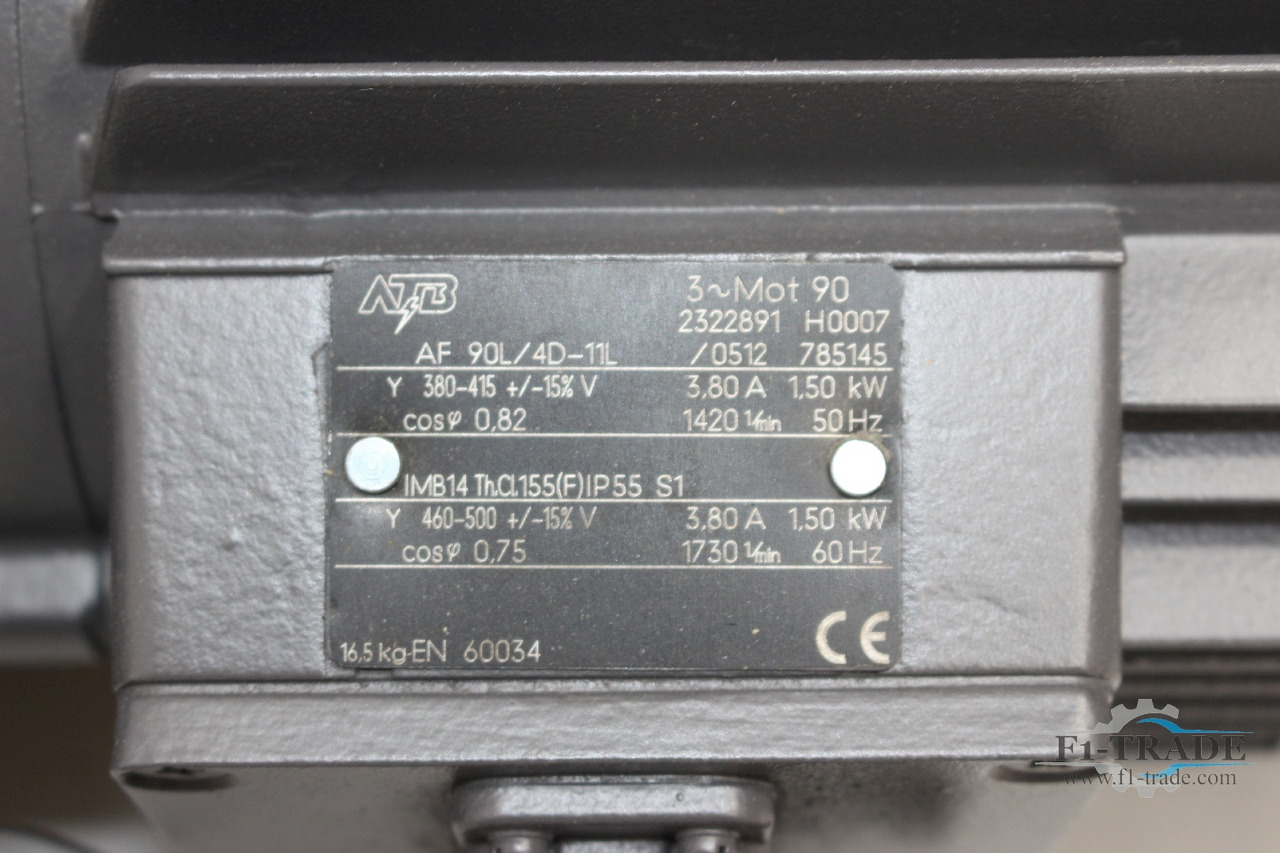 ATB 3~Mot 90
2322891 H0007
AF 90L/4D-11L /0512 785145
Y 380-415 +/-15% V 3,80 A 1,50 kW
cosφ 0,82 1420 1/min 50 Hz
IMB14 Th.Cl.155(F) IP55 S1
Y 460-500 +/-15% V 3,80 A 1,50 kW
cosφ 0,75 1730 1/min 60 Hz
16,5 kg-EN 60034 CE
F1-TRADE
www.f1-trade.com